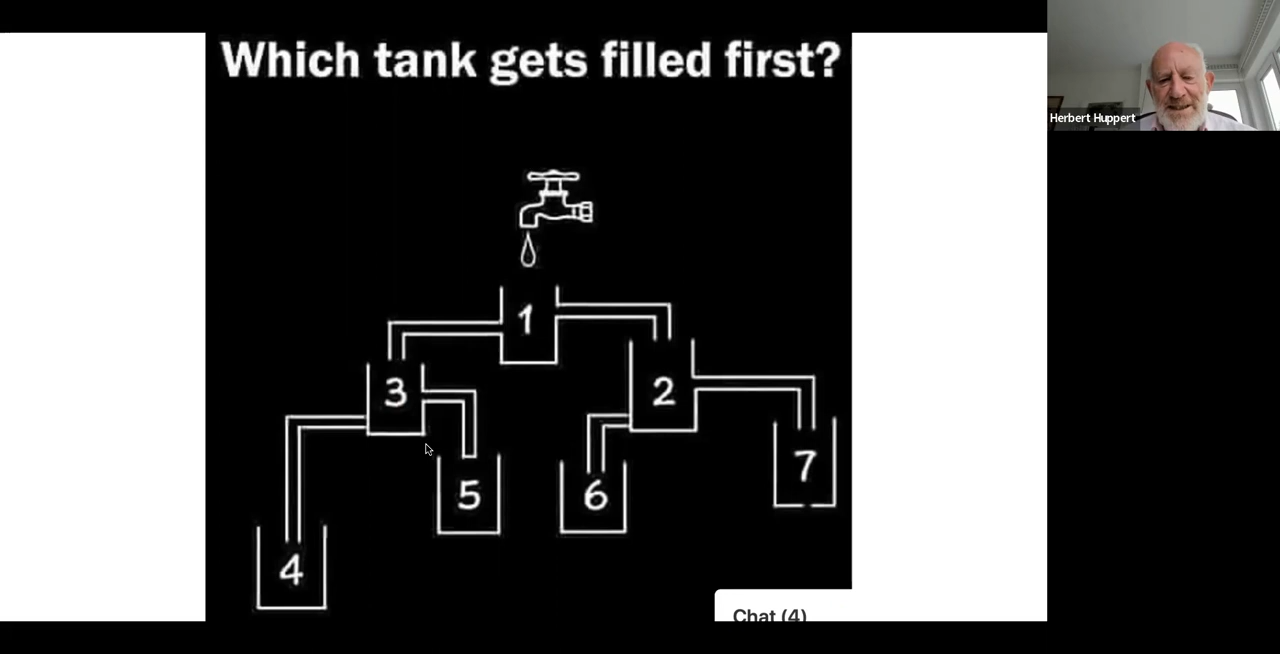 Which tank gets filled first?
Herbert Huppert
1
3
2
7
5
6
4
Chat (4)